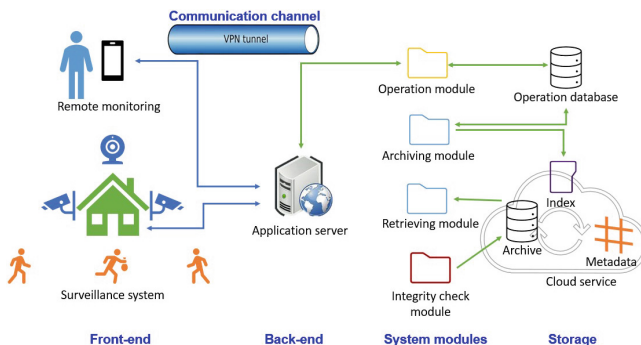 Communication channel
VPN tunnel
Remote monitoring
Operation module
Operation database
Archiving module
Index
Application server
Retrieving module
Archive
Metadata
Cloud service
Surveillance system
Integrity check
module
Front-end
Back-end
System modules
Storage